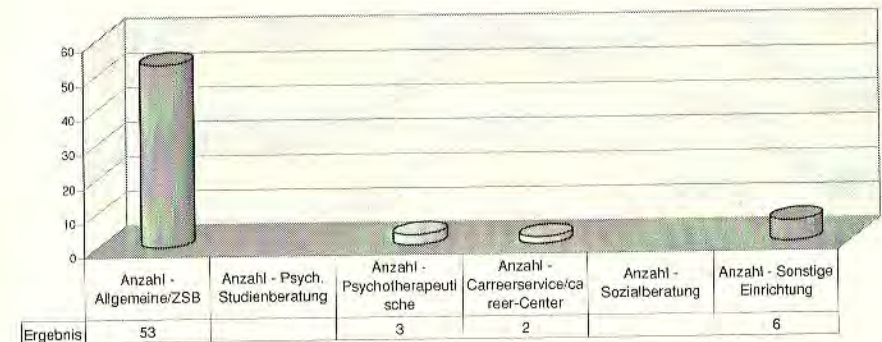 60
50
40
30
20
10
0
Anzahl -
Allgemeine/ZSB
Anzahl - Psych.
Studienberatung
Anzahl -
Psychotherapeuti
sche
Anzahl -
Carreerservice/ca
reer-Center
Anzahl -
Sozialberatung
Anzahl - Sonstige
Einrichtung
Ergebnis 53 3 2 6